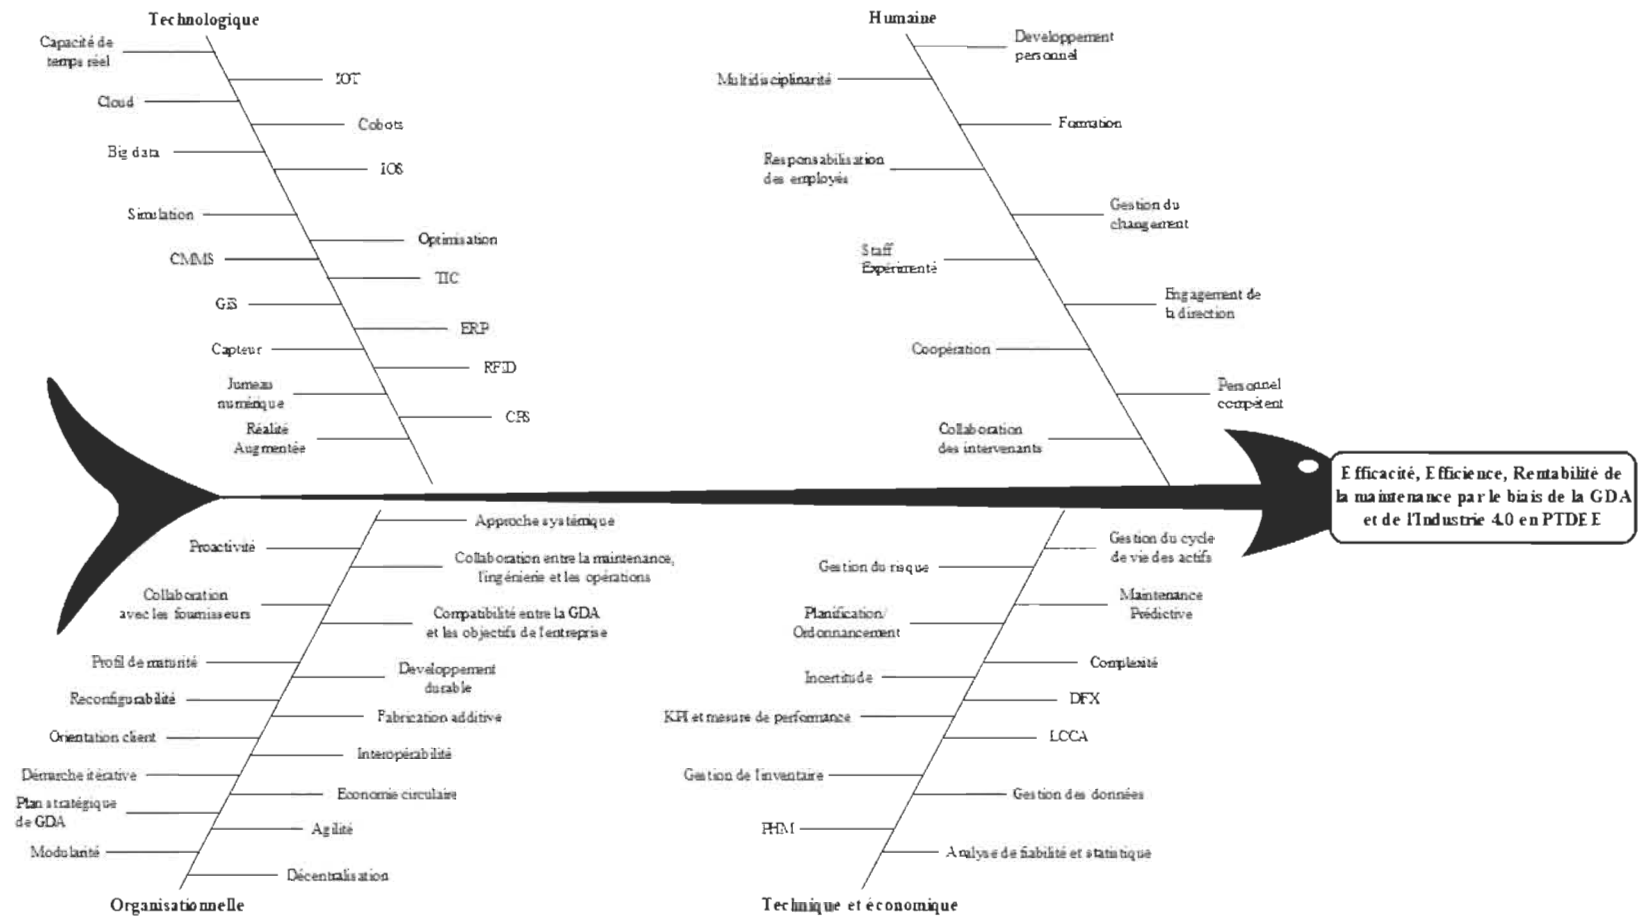 Technologique
Capacité de
temps réel
IOT
Cloud
Cobots
Big data
IOS
Simulation
Optimisation
CMMS
TIC
GIS
ERP
Capteur
RFID
Jumeau
numérique
CPS
Réalité
Augmentée
Humaine
Developpement
personnel
Multidisciplinarité
Formation
Responsabilisation
des employés
Gestion du
changement
Staff
Expérimenté
Engagement de
la direction
Coopération
Personnel
compétent
Collaboration
des intervenants
Efficacité, Efficience, Rentabilité de
la maintenance par le biais de la GDA
et de l'Industrie 4.0 en PTDEE
Approche systémique
Proactivité
Collaboration entre la maintenance,
l'ingénierie et les opérations
Collaboration
avec les fournisseurs
Compatibilité entre la GDA
et les objectifs de l'entreprise
Profil de maturité
Developpement
durable
Reconfigurabilité
Fabrication additive
Orientation client
Interopérabilité
Démarche itérative
Economie circulaire
Plan stratégique
de GDA
Agilité
Modularité
Décentralisation
Organisationnelle
Gestion du cycle
de vie des actifs
Gestion du risque
Maintenance
Prédictive
Planification/
Ordonnancement
Complexité
Incertitude
DFX
KPI et mesure de performance
LCCA
Gestion de l'inventaire
Gestion des données
PHM
Analyse de fiabilité et statistique
Technique et économique